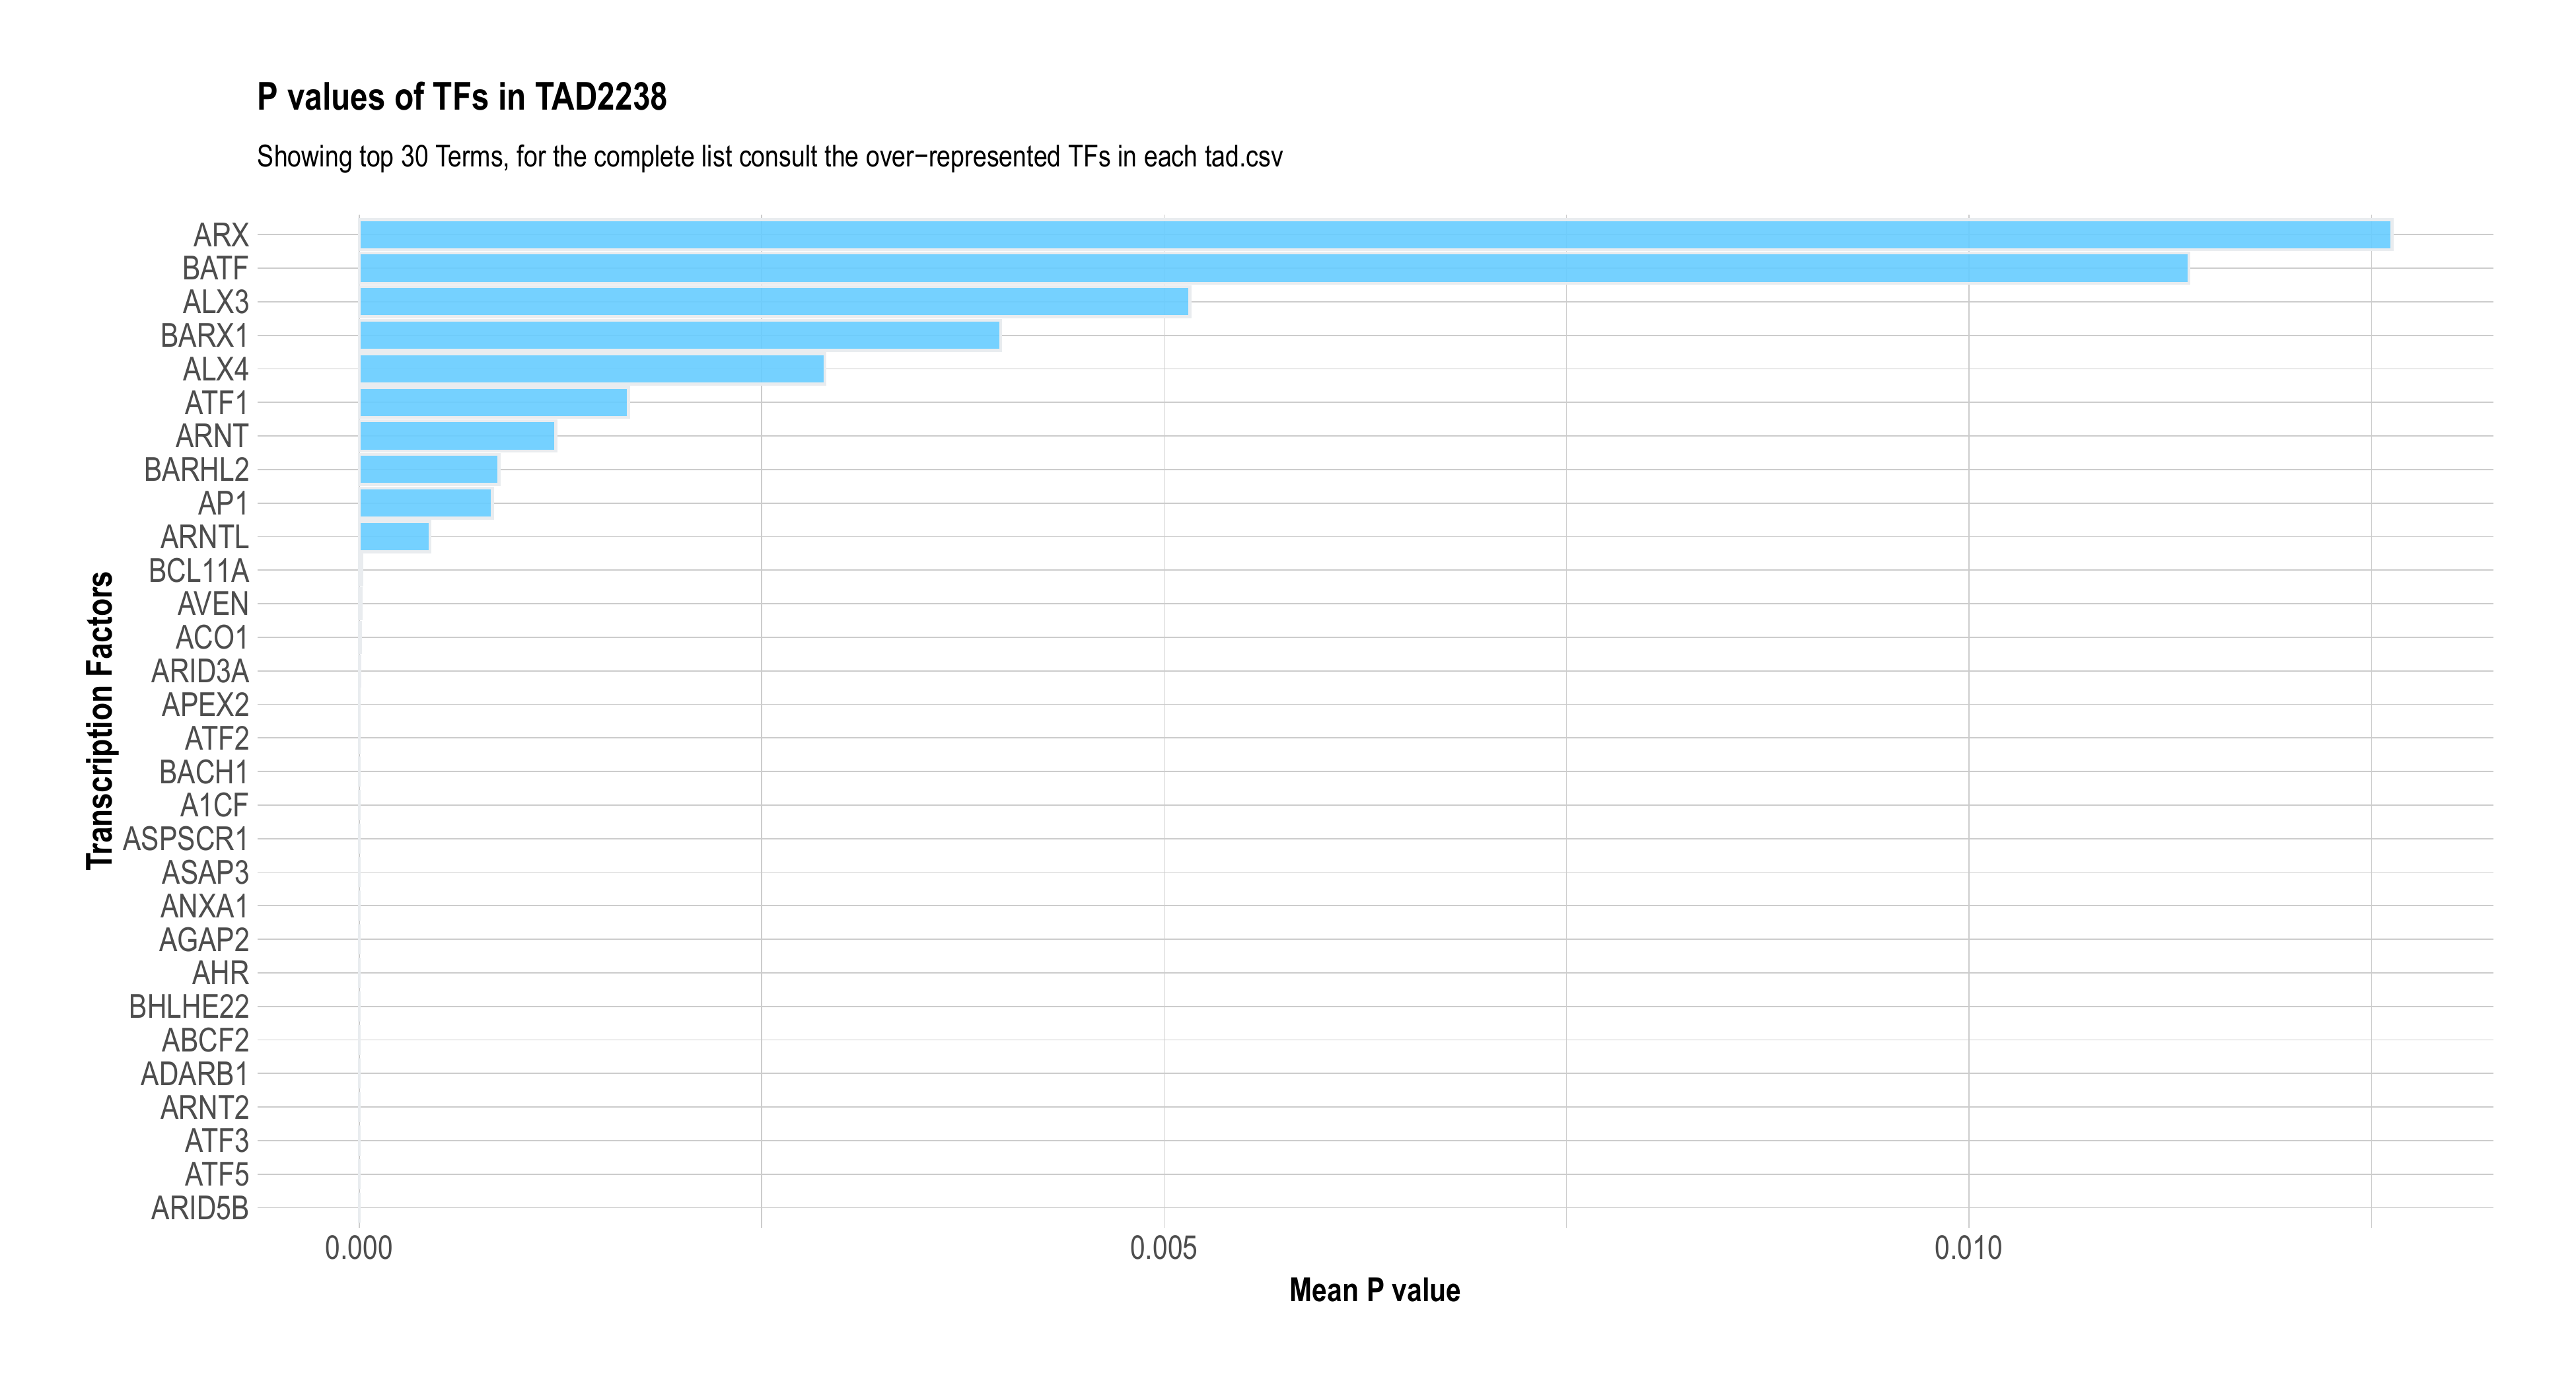 P values of TFs in TAD2238
Showing top 30 Terms, for the complete list consult the over−represented TFs in each tad.csv
Transcription Factors
ARX
BATF
ALX3
BARX1
ALX4
ATF1
ARNT
BARHL2
AP1
ARNTL
BCL11A
AVEN
ACO1
ARID3A
APEX2
ATF2
BACH1
A1CF
ASPSCR1
ASAP3
ANXA1
AGAP2
AHR
BHLHE22
ABCF2
ADARB1
ARNT2
ATF3
ATF5
ARID5B
0.000 0.005 0.010
Mean P value